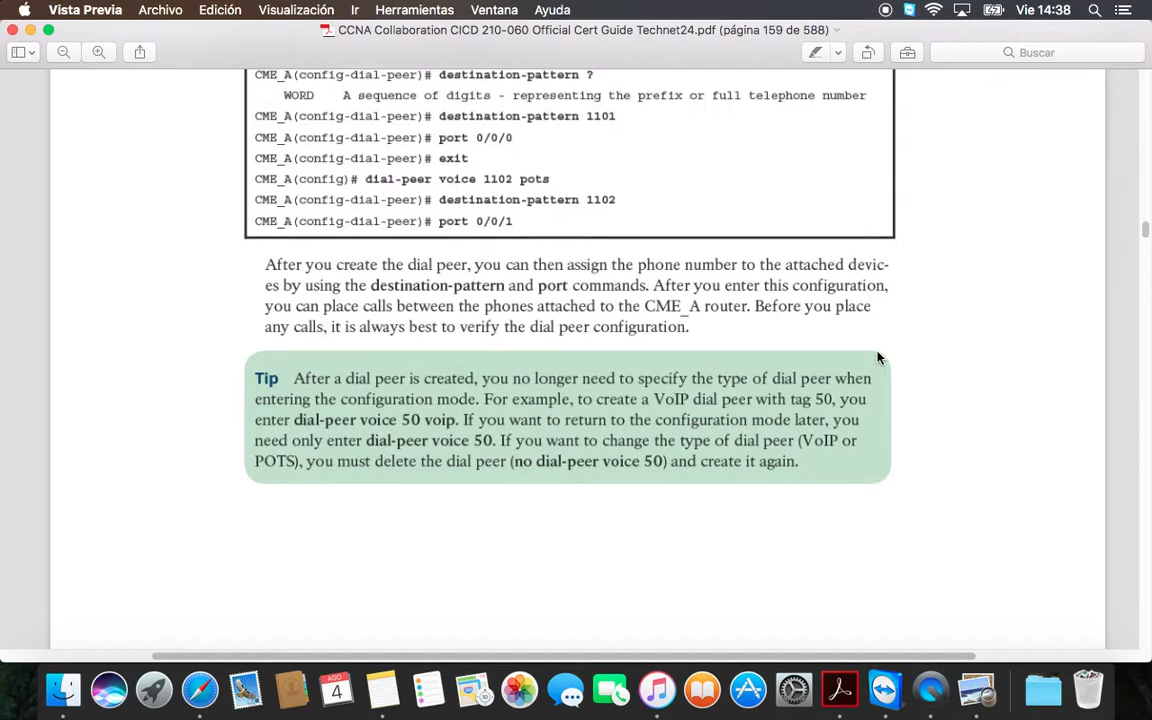 Vista Previa Archivo Edición Visualización Ir Herramientas Ventana Ayuda Vie 14:38
CCNA Collaboration CICD 210-060 Official Cert Guide Technet24.pdf (página 159 de 588)
Buscar
CME_A(config-dial-peer)# destination-pattern ?
WORD A sequence of digits - representing the prefix or full telephone number
CME_A(config-dial-peer)# destination-pattern 1101
CME_A(config-dial-peer)# port 0/0/0
CME_A(config-dial-peer)# exit
CME_A(config)# dial-peer voice 1102 pots
CME_A(config-dial-peer)# destination-pattern 1102
CME_A(config-dial-peer)# port 0/0/1
After you create the dial peer, you can then assign the phone number to the attached devic-
es by using the destination-pattern and port commands. After you enter this configuration,
you can place calls between the phones attached to the CME_A router. Before you place
any calls, it is always best to verify the dial peer configuration.
Tip After a dial peer is created, you no longer need to specify the type of dial peer when
entering the configuration mode. For example, to create a VoIP dial peer with tag 50, you
enter dial-peer voice 50 voip. If you want to return to the configuration mode later, you
need only enter dial-peer voice 50. If you want to change the type of dial peer (VoIP or
POTS), you must delete the dial peer (no dial-peer voice 50) and create it again.
4